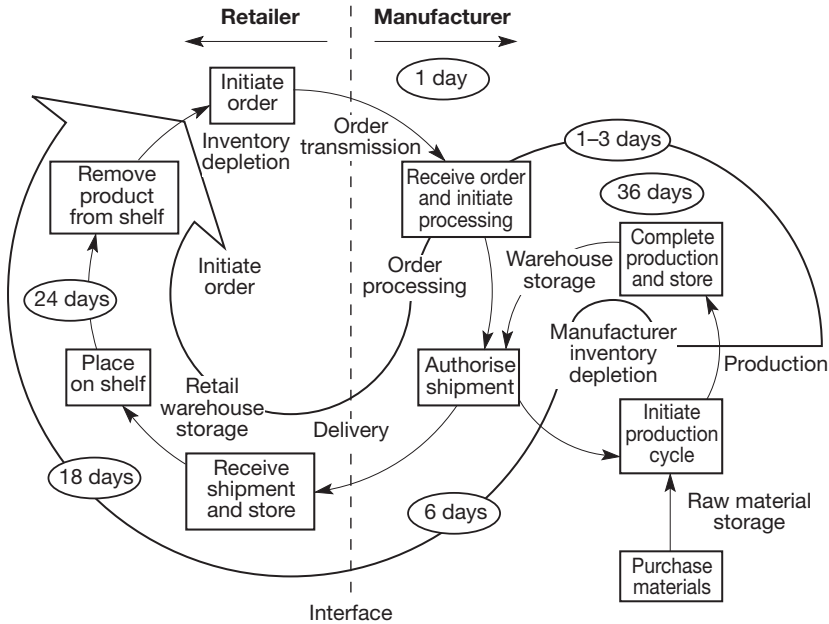 Retailer
Manufacturer
1 day
Initiate
order
Order
transmission
Inventory
depletion
1–3 days
Remove
product
from shelf
Receive order
and initiate
processing
36 days
Complete
production
and store
Warehouse
storage
Initiate
order
Order
processing
24 days
Manufacturer
inventory
depletion
Production
Place
on shelf
Authorise
shipment
Retail
warehouse
storage
Delivery
Initiate
production
cycle
18 days
Receive
shipment
and store
6 days
Raw material
storage
Purchase
materials
Interface